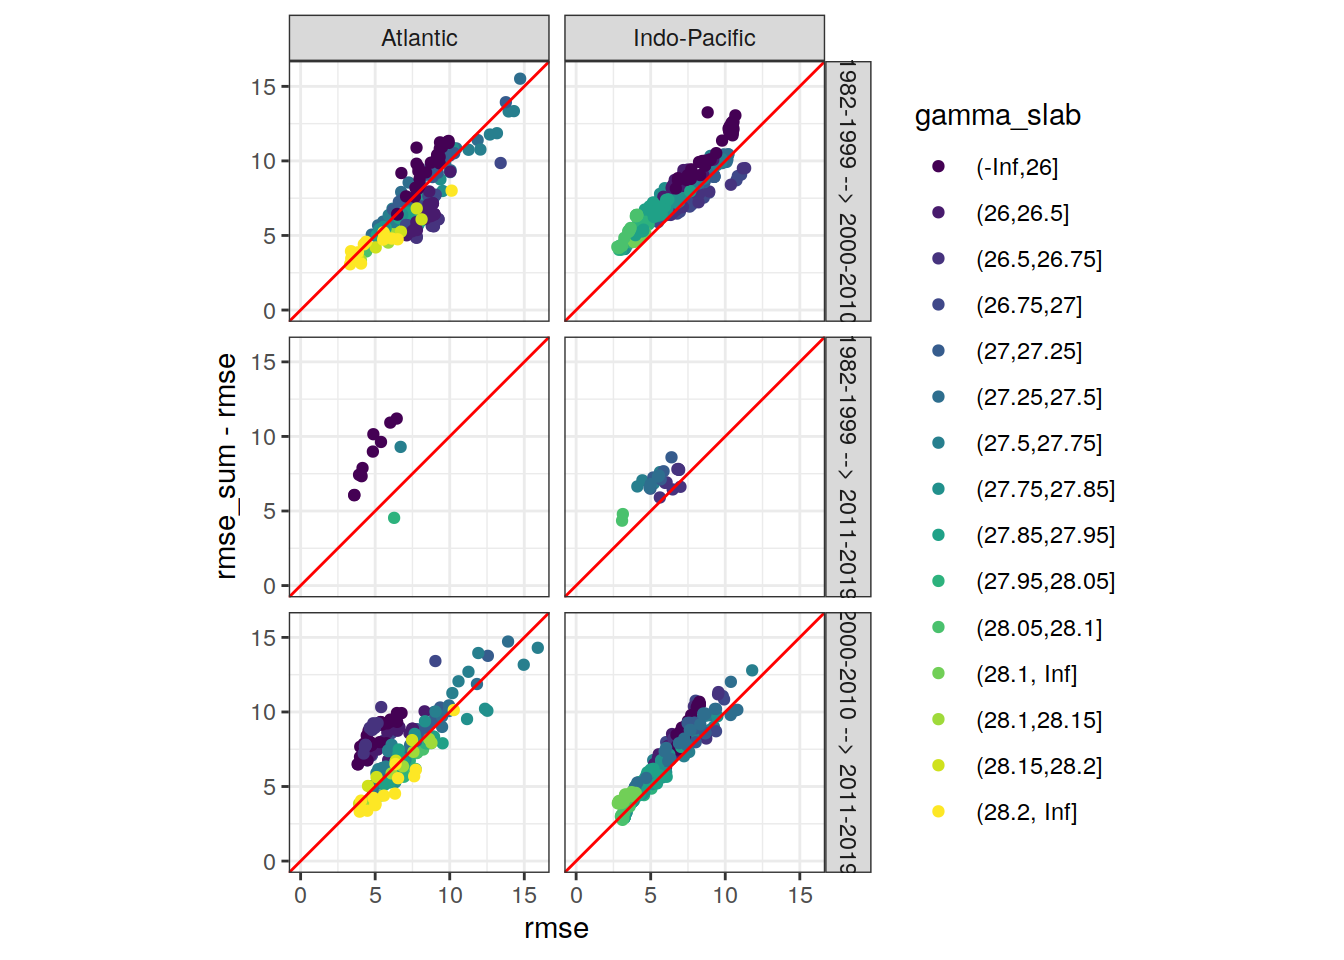 Atlantic
Indo-Pacific
15
10
5
0
1982-1999 --> 2000-2010
15
10
5
0
1982-1999 --> 2011-2019
15
10
5
0
2000-2010 --> 2011-2019
0
5
10
15
0
5
10
15
rmse
rmse_sum - rmse
gamma_slab
(-Inf,26]
(26,26.5]
(26.5,26.75]
(26.75,27]
(27,27.25]
(27.25,27.5]
(27.5,27.75]
(27.75,27.85]
(27.85,27.95]
(27.95,28.05]
(28.05,28.1]
(28.1, Inf]
(28.1,28.15]
(28.15,28.2]
(28.2, Inf]